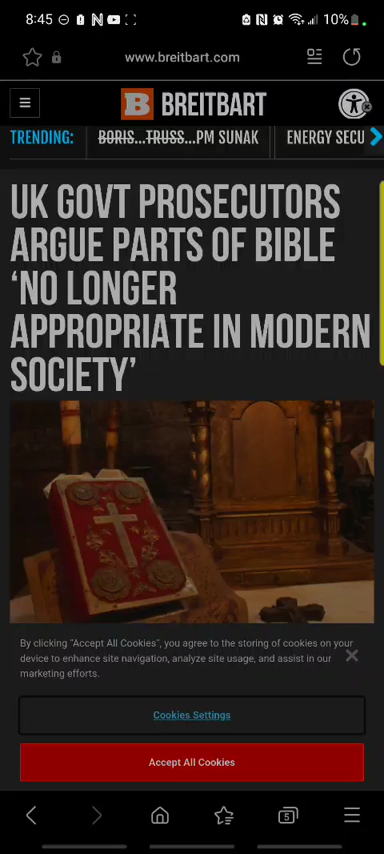 8:45 10%
www.breitbart.com
B BREITBART
TRENDING: BORIS...TRUSS...PM SUNAK ENERGY SECU
UK GOVT PROSECUTORS
ARGUE PARTS OF BIBLE
‘NO LONGER
APPROPRIATE IN MODERN
SOCIETY’
By clicking "Accept All Cookies", you agree to the storing of cookies on your
device to enhance site navigation, analyze site usage, and assist in our
marketing efforts.
Cookies Settings
Accept All Cookies
5